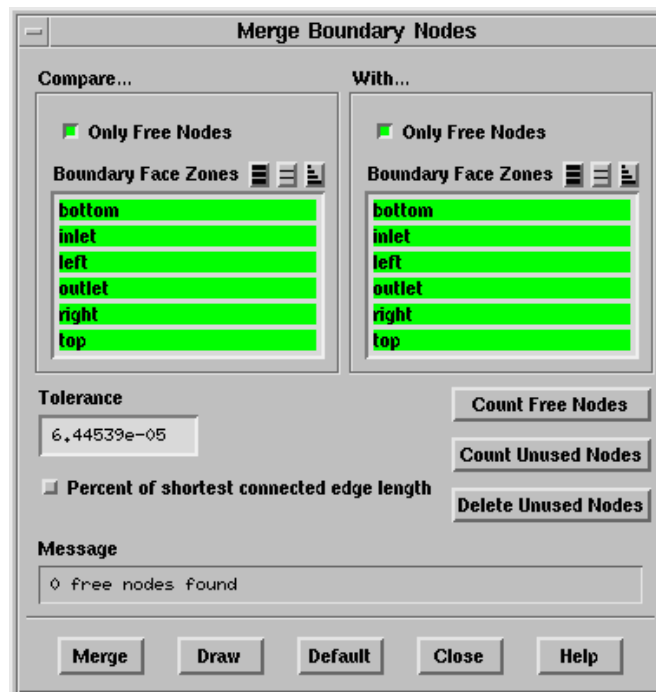 Merge Boundary Nodes
Compare...
Only Free Nodes
Boundary Face Zones
bottom
inlet
left
outlet
right
top
With...
Only Free Nodes
Boundary Face Zones
bottom
inlet
left
outlet
right
top
Tolerance
6.44539e-05
Percent of shortest connected edge length
Count Free Nodes
Count Unused Nodes
Delete Unused Nodes
Message
0 free nodes found
Merge Draw Default Close Help